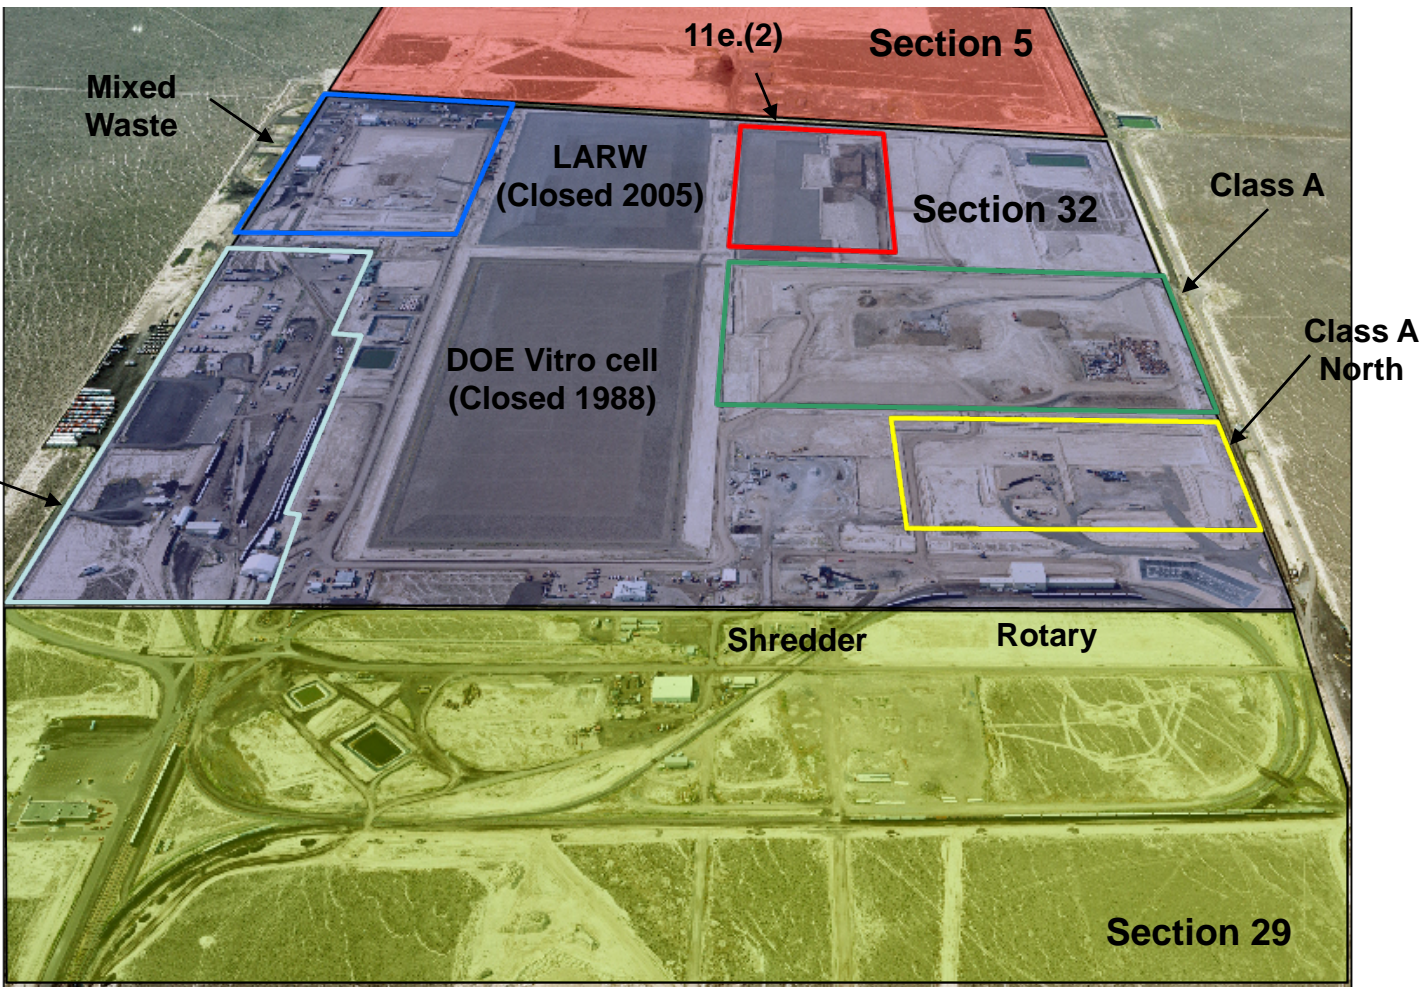 11e.(2)
Section 5
Mixed
Waste
LARW
(Closed 2005)
Section 32
Class A
Class A
North
DOE Vitro cell
(Closed 1988)
Shredder
Rotary
Section 29